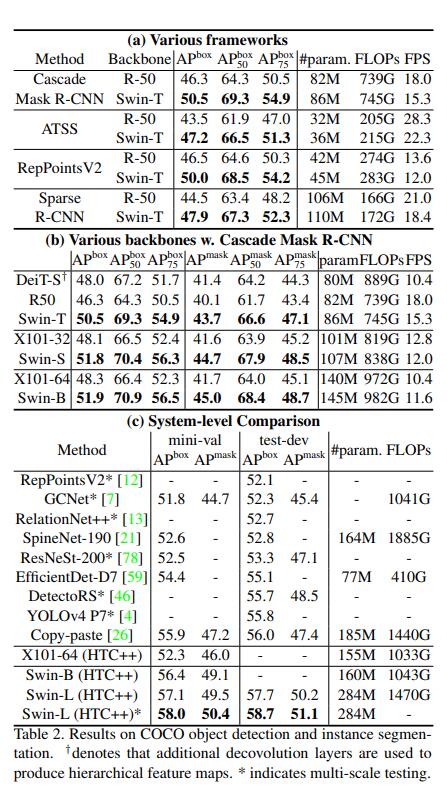 (a) Various frameworks
Method Backbone AP^box AP^box_50 AP^box_75 #param. FLOPs FPS
Cascade R-50 46.3 64.3 50.5 82M 739G 18.0
Mask R-CNN Swin-T 50.5 69.3 54.9 86M 745G 15.3
ATSS R-50 43.5 61.9 47.0 32M 205G 28.3
Swin-T 47.2 66.5 51.3 36M 215G 22.3
RepPointsV2 R-50 46.5 64.6 50.3 42M 274G 13.6
Swin-T 50.0 68.5 54.2 45M 283G 12.0
Sparse R-50 44.5 63.4 48.2 106M 166G 21.0
R-CNN Swin-T 47.9 67.3 52.3 110M 172G 18.4
(b) Various backbones w. Cascade Mask R-CNN
AP^box AP^box_50 AP^box_75 AP^mask AP^mask_50 AP^mask_75 param FLOPs FPS
DeiT-S† 48.0 67.2 51.7 41.4 64.2 44.3 80M 889G 10.4
R50 46.3 64.3 50.5 40.1 61.7 43.4 82M 739G 18.0
Swin-T 50.5 69.3 54.9 43.7 66.6 47.1 86M 745G 15.3
X101-32 48.1 66.5 52.4 41.6 63.9 45.2 101M 819G 12.8
Swin-S 51.8 70.4 56.3 44.7 67.9 48.5 107M 838G 12.0
X101-64 48.3 66.4 52.3 41.7 64.0 45.1 140M 972G 10.4
Swin-B 51.9 70.9 56.5 45.0 68.4 48.7 145M 982G 11.6
(c) System-level Comparison
Method mini-val test-dev #param. FLOPs
AP^box AP^mask AP^box AP^mask
RepPointsV2* [12] - - 52.1 - - -
GCNet* [7] 51.8 44.7 52.3 45.4 - 1041G
RelationNet++* [13] - - 52.7 - - -
SpineNet-190 [21] 52.6 - 52.8 - 164M 1885G
ResNeSt-200* [78] 52.5 - 53.3 47.1 - -
EfficientDet-D7 [59] 54.4 - 55.1 - 77M 410G
DetectoRS* [46] - - 55.7 48.5 - -
YOLOv4 P7* [4] - - 55.8 - - -
Copy-paste [26] 55.9 47.2 56.0 47.4 185M 1440G
X101-64 (HTC++) 52.3 46.0 - - 155M 1033G
Swin-B (HTC++) 56.4 49.1 - - 160M 1043G
Swin-L (HTC++) 57.1 49.5 57.7 50.2 284M 1470G
Swin-L (HTC++)* 58.0 50.4 58.7 51.1 284M -
Table 2. Results on COCO object detection and instance segmen-
tation. †denotes that additional decovolution layers are used to
produce hierarchical feature maps. * indicates multi-scale testing.